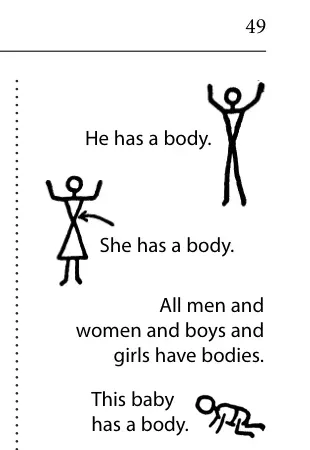 49
He has a body.
She has a body.
All men and
women and boys and
girls have bodies.
This baby
has a body.